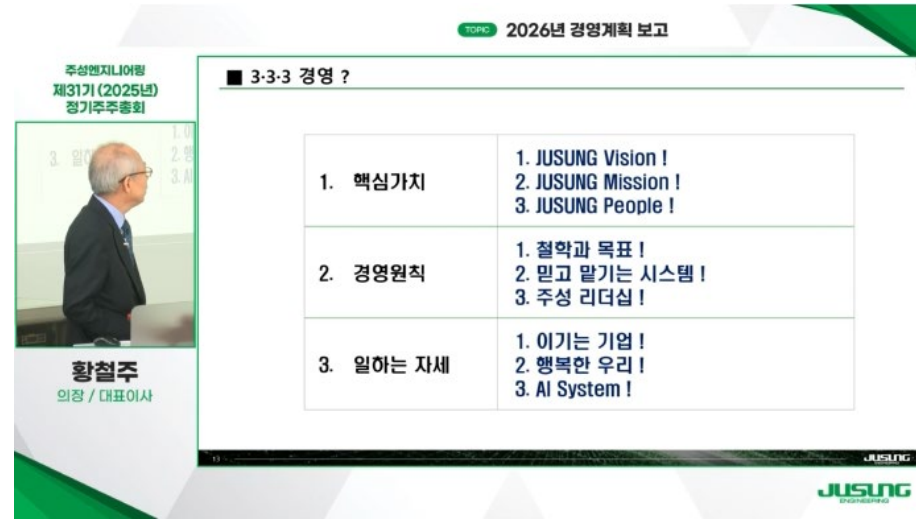 TOPIC 2026년 경영계획 보고
주성엔지니어링
제31기 (2025년)
정기주주총회
황철주
의장 / 대표이사
■ 3·3·3 경영 ?
1. 핵심가치
1. JUSUNG Vision !
2. JUSUNG Mission !
3. JUSUNG People !
2. 경영원칙
1. 철학과 목표 !
2. 믿고 맡기는 시스템 !
3. 주성 리더십 !
3. 일하는 자세
1. 이기는 기업 !
2. 행복한 우리 !
3. AI System !
13
JUSUNG
ENGINEERING
JUSUNG
ENGINEERING